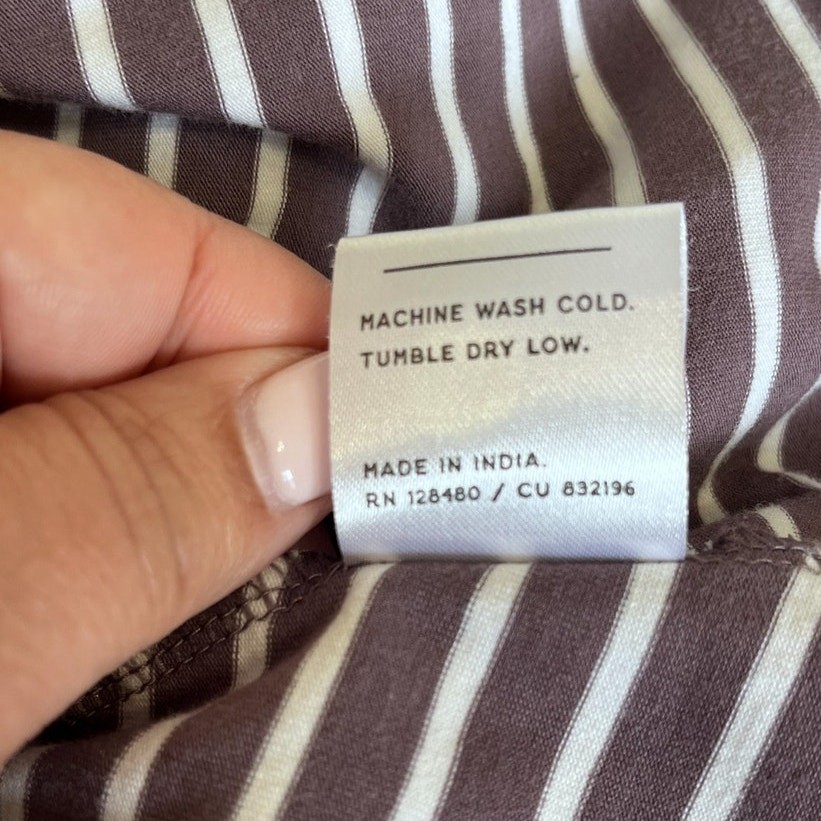 MACHINE WASH COLD.
TUMBLE DRY LOW.
MADE IN INDIA.
RN 128480 / CU 832196